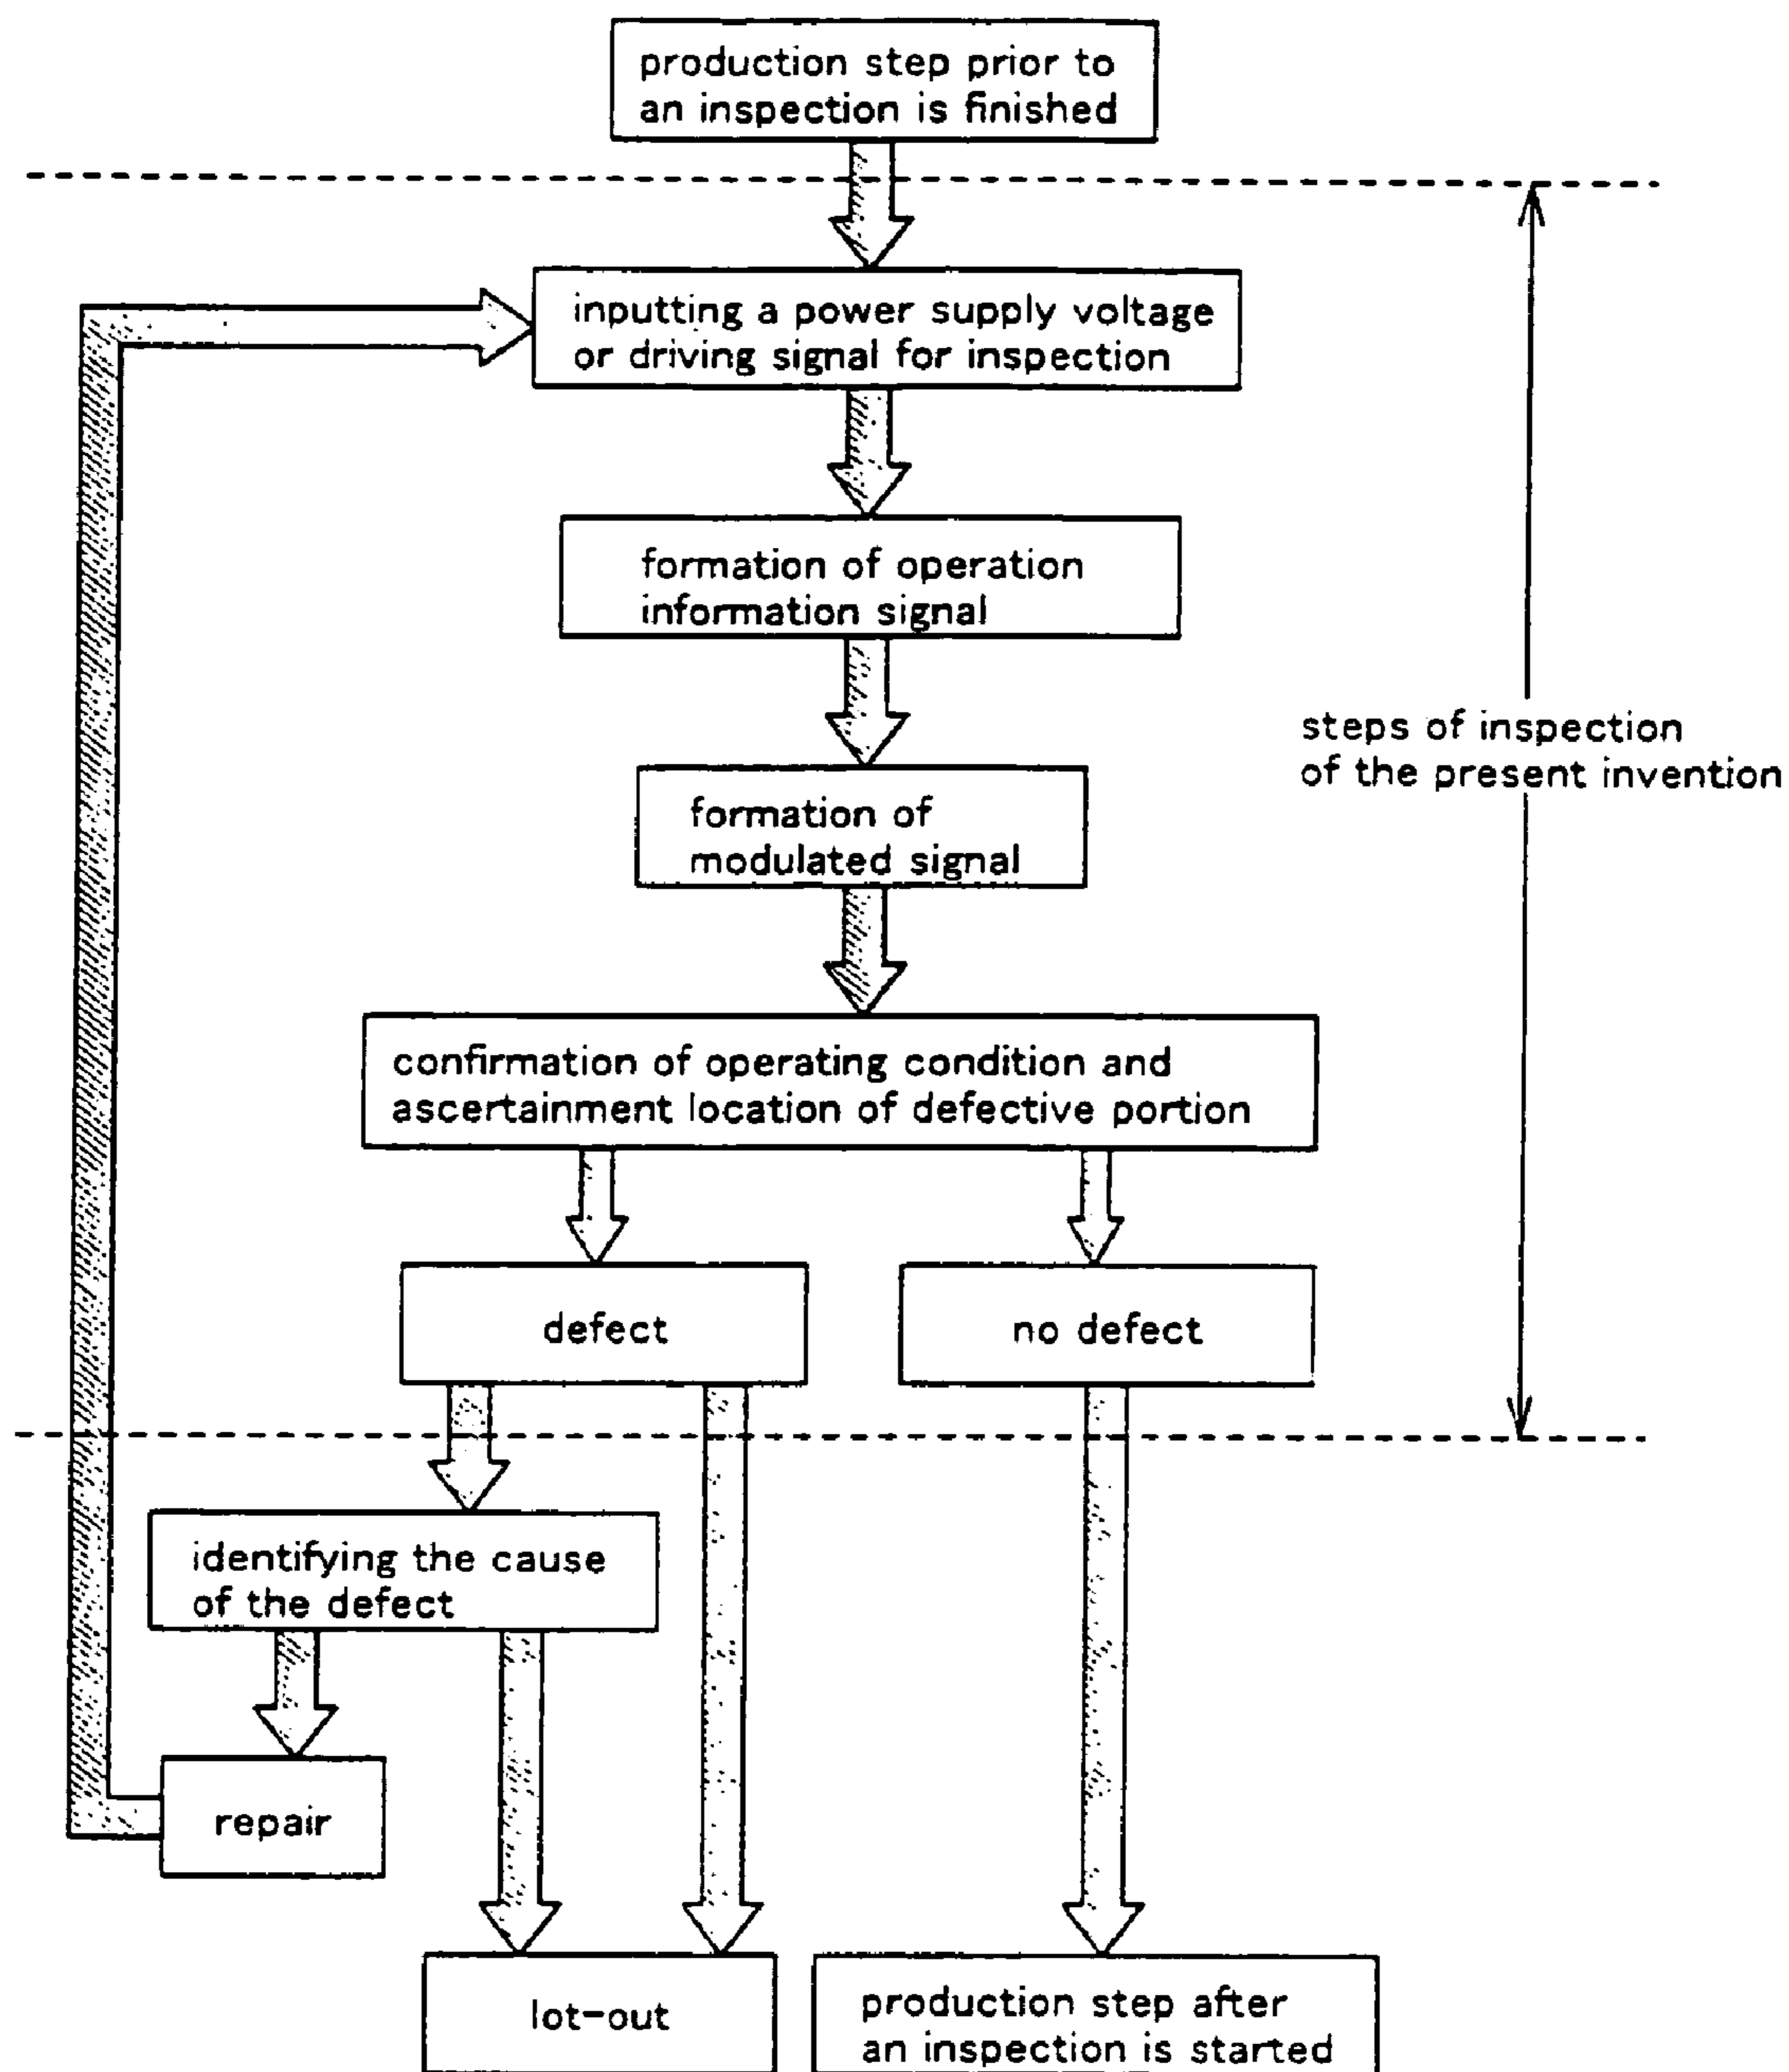 production step prior to
an inspection is finished
inputting a power supply voltage
or driving signal for inspection
formation of operation
information signal
steps of inspection
of the present invention
formation of
modulated signal
confirmation of operating condition and
ascertainment location of defective portion
defect
no defect
identifying the cause
of the defect
repair
lot-out
production step after
an inspection is started